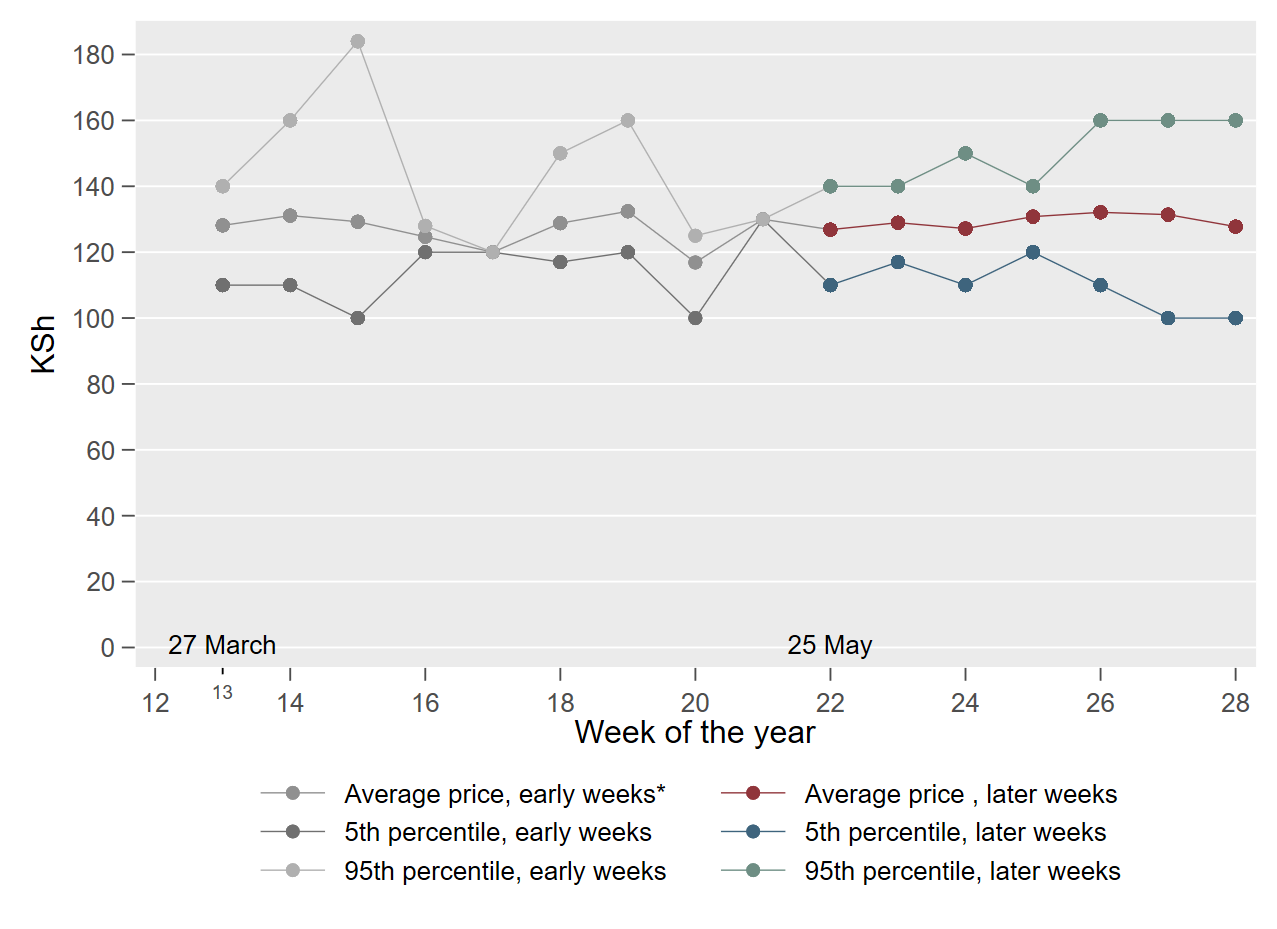 180
160
140
120
100
80
60
40
20
0
KSh
27 March
25 May
12 13 14 16 18 20 22 24 26 28
Week of the year
Average price, early weeks*
Average price , later weeks
5th percentile, early weeks
5th percentile, later weeks
95th percentile, early weeks
95th percentile, later weeks